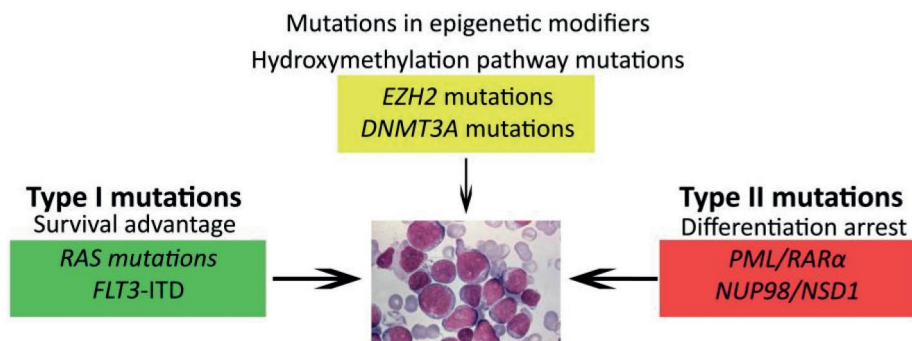 Mutations in epigenetic modifiers
Hydroxymethylation pathway mutations
EZH2 mutations
DNMT3A mutations
Type I mutations
Survival advantage
RAS mutations
FLT3-ITD
Type II mutations
Differentiation arrest
PML/RARα
NUP98/NSD1